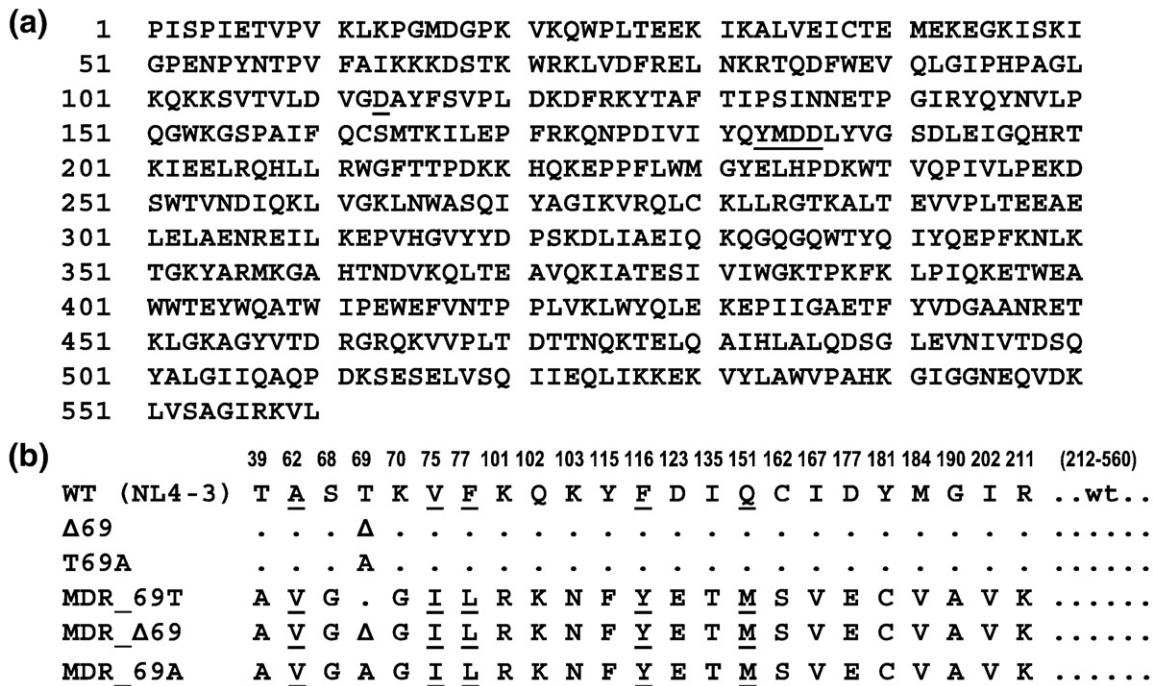 (a) 1 PISPIETVPV KLKPGMDGPK VKQWPLTEEK IKALVEICTE MEKEGKISKI
51 GPENPYNTPV FAIKKKDSTK WRKLVDFREL NKRTQDFWEV QLGIPHPAGL
101 KQKKSVTVLD VGDAYFSVPL DKDFRKYTAF TIPSINNETP GIRYQYNVLP
151 QGWKGSPAIF QCSMTKILEP FRKQNPDIVI YQYMDDLYVG SDLEIGQHRT
201 KIEELRQHLL RWGFTTPDKK HQKEPPFLWM GYELHPDKWT VQPIVLPEKD
251 SWTVNDIQKL VGKLNWASQI YAGIKVRQLC KLLRGTKALT EVVPLTEEAE
301 LELAENREIL KEPVHGVYYD PSKDLIAEIQ KQGQGQWTYQ IYQEPFKNLK
351 TGKYARMKGA HTNDVKQLTE AVQKIATESI VIWGKTPKFK LPIQKETWEA
401 WWTEYWQATW IPEWEFVNTP PLVKLWYQLE KEPIIGAETF YVDGAANRET
451 KLGKAGYVTD RGRQKVVPLT DTTNQKTELQ AIHLALQDSG LEVNIVTDSQ
501 YALGIIQAQP DKSESELVSQ IIEQLIKKEK VYLAWVPAHK GIGGNEQVDK
551 LVSAGIRKVL
(b) 39 62 68 69 70 75 77 101 102 103 115 116 123 135 151 162 177 181 184 190 202 211 (212-560)
WT (NL4-3) T A S T K V F K Q K Y F D I Q C I D Y M G I R ..wt..
Δ69 . . . Δ . . . . . . . . . . . . . . . . . . . ......
T69A . . . A . . . . . . . . . . . . . . . . . . . ......
MDR_69T A V G . G I L R K N F Y E T M S V E C V A V K ......
MDR_Δ69 A V G Δ G I L R K N F Y E T M S V E C V A V K ......
MDR_69A A V G A G I L R K N F Y E T M S V E C V A V K ......